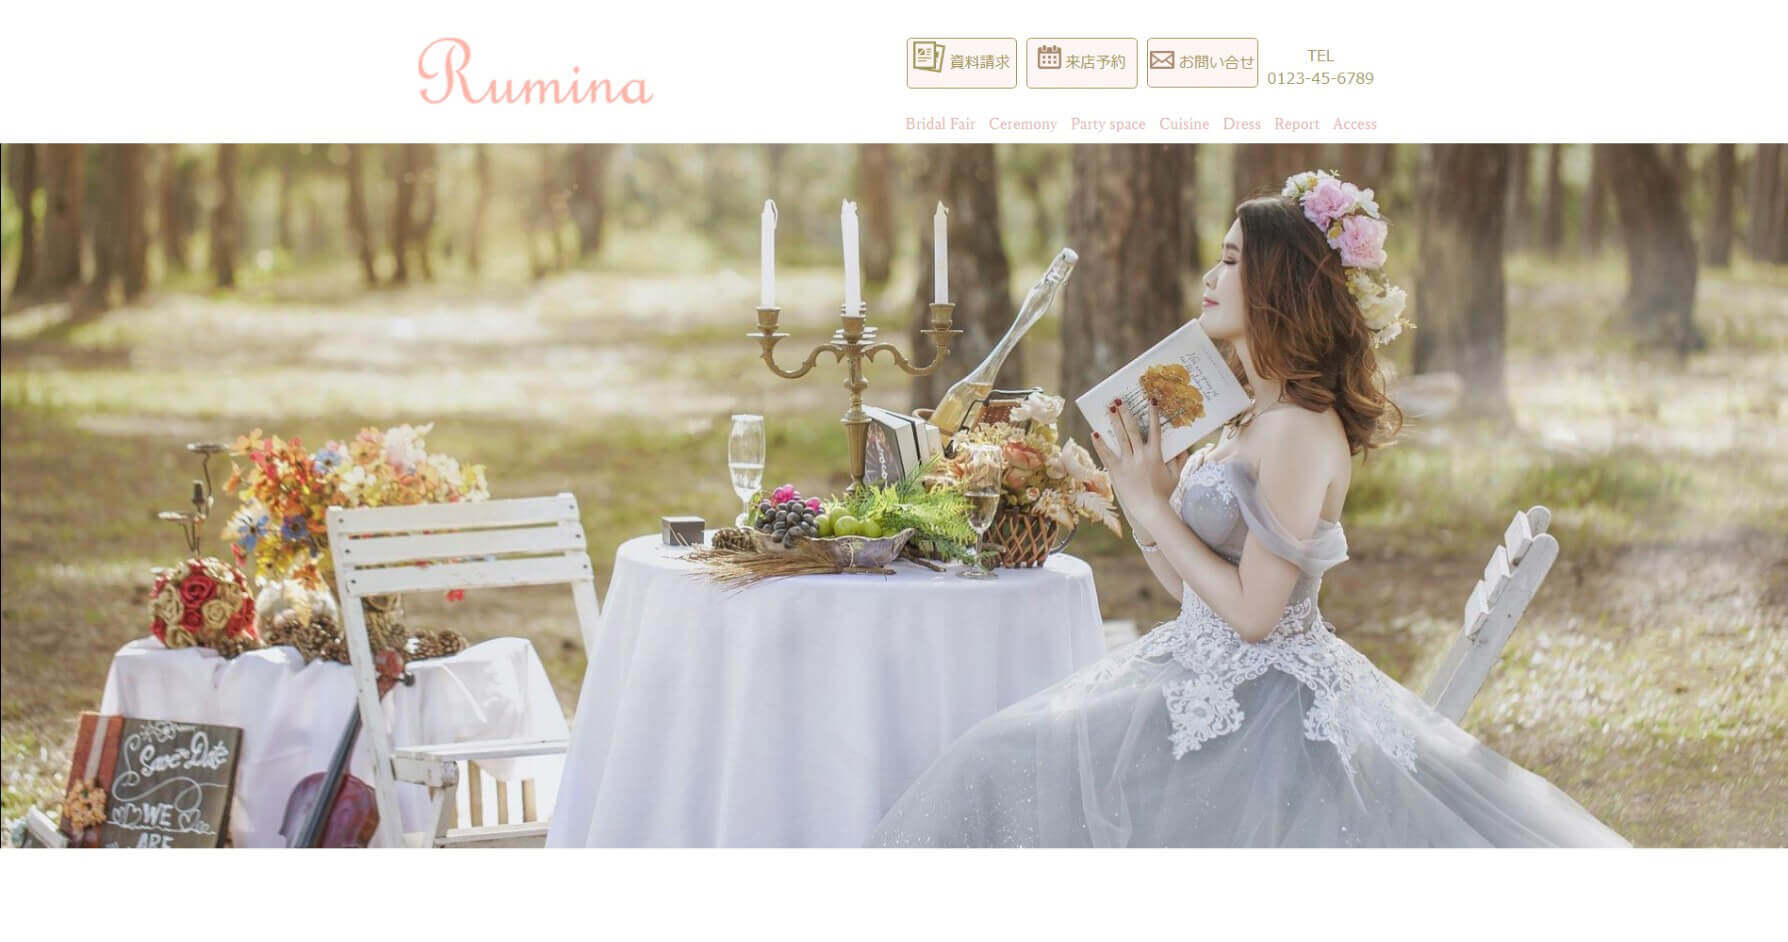 Rumina
資料請求
来店予約
お問い合せ
TEL
0123-45-6789
Bridal Fair Ceremony Party space Cuisine Dress Report Access
Save Date
WE
ARE